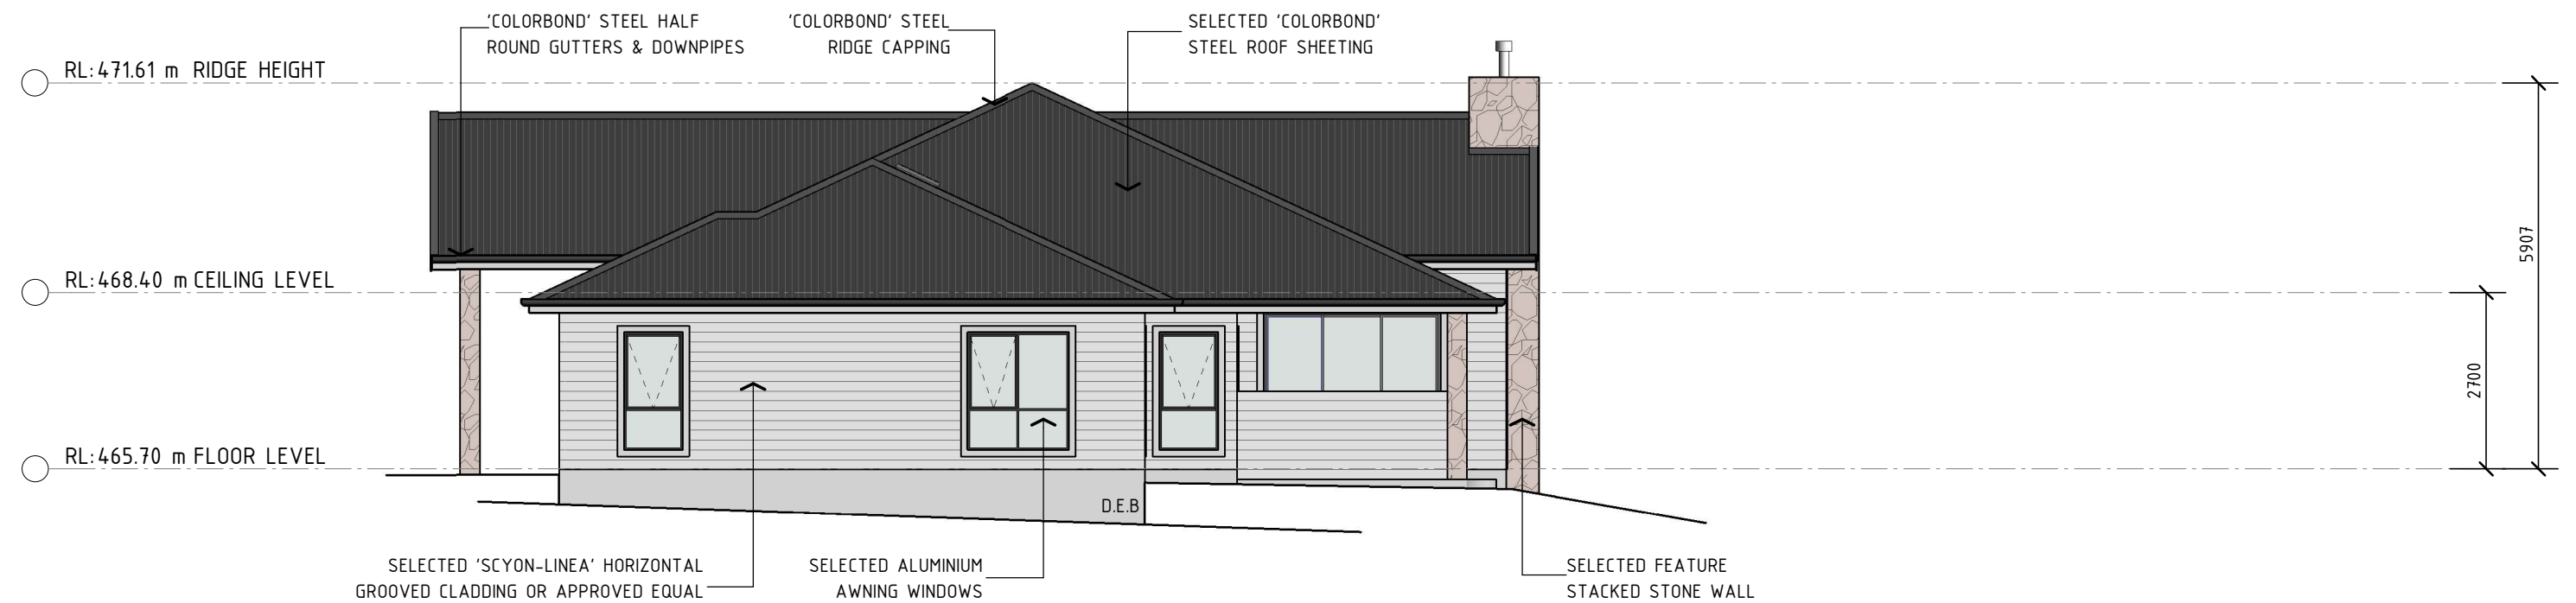 'COLORBOND' STEEL HALF
ROUND GUTTERS & DOWNPIPES
'COLORBOND' STEEL
RIDGE CAPPING
SELECTED 'COLORBOND'
STEEL ROOF SHEETING
RL:471.61 m RIDGE HEIGHT
RL:468.40 m CEILING LEVEL
RL:465.70 m FLOOR LEVEL
5907
2700
D.E.B
SELECTED 'SCYON-LINEA' HORIZONTAL
GROOVED CLADDING OR APPROVED EQUAL
SELECTED ALUMINIUM
AWNING WINDOWS
SELECTED FEATURE
STACKED STONE WALL